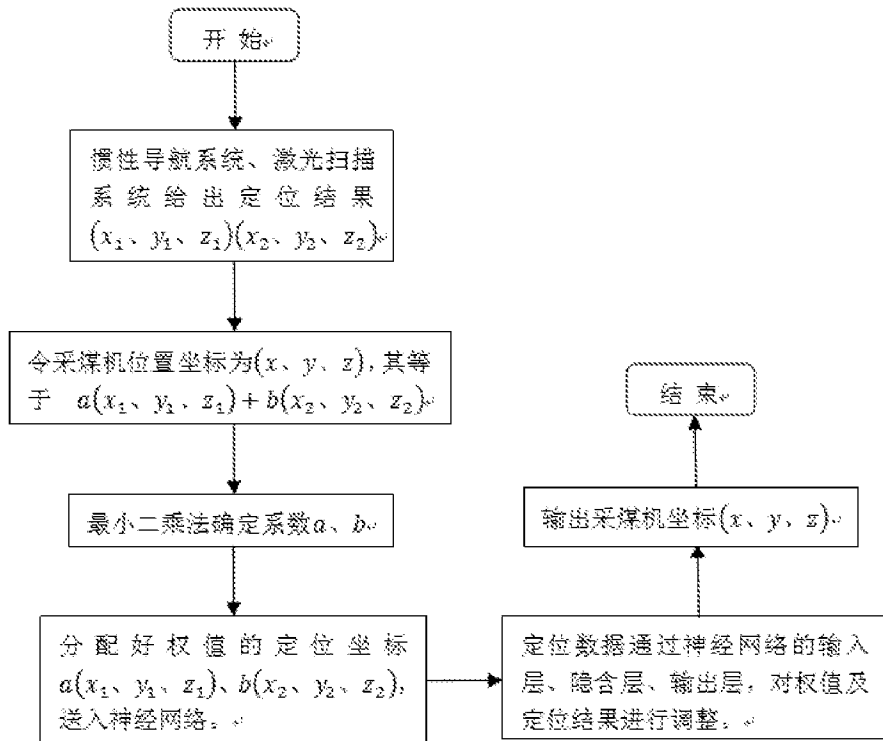 开 始
惯性导航系统、激光扫描
系统给出定位结果
(x₁、y₁、z₁)(x₂、y₂、z₂)
令采煤机位置坐标为(x、y、z),其等
于 a(x₁、y₁、z₁)+b(x₂、y₂、z₂)
最小二乘法确定系数a、b
分配好权值的定位坐标
a(x₁、y₁、z₁)、b(x₂、y₂、z₂),
送入神经网络。
定位数据通过神经网络的输入
层、隐含层、输出层，对权值及
定位结果进行调整。
输出采煤机坐标(x、y、z)
结 束